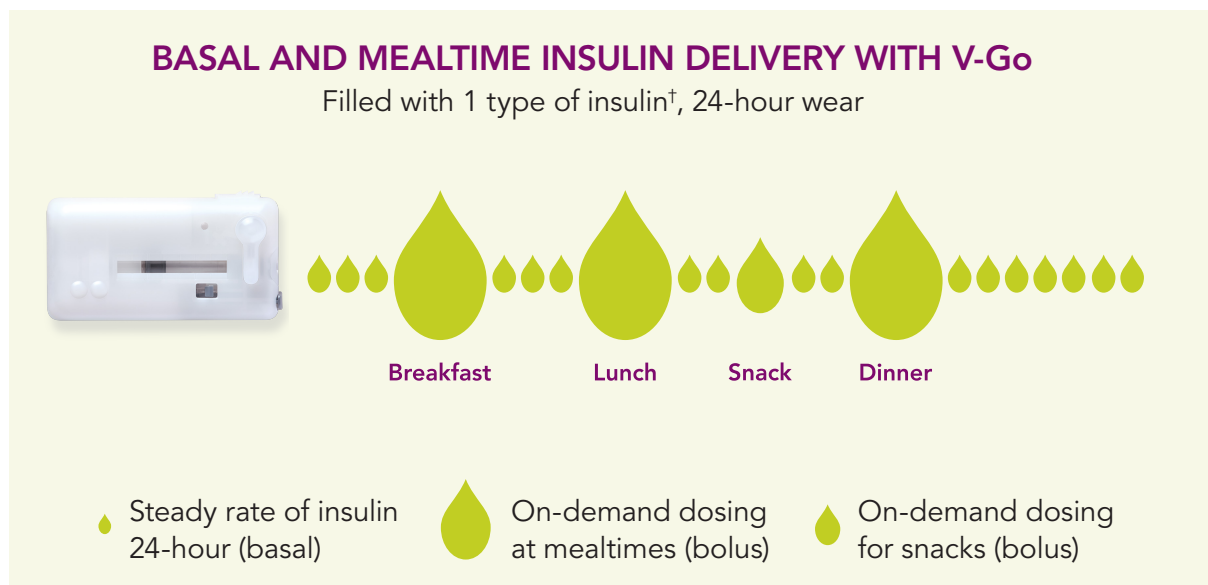 BASAL AND MEALTIME INSULIN DELIVERY WITH V-Go
Filled with 1 type of insulin†, 24-hour wear
Breakfast
Lunch
Snack
Dinner
Steady rate of insulin
24-hour (basal)
On-demand dosing
at mealtimes (bolus)
On-demand dosing
for snacks (bolus)